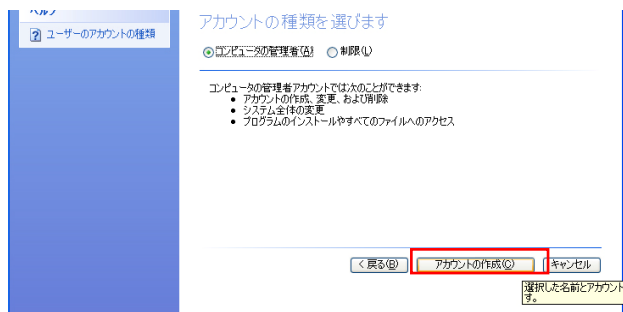 ヘルプ
ユーザーのアカウントの種類
アカウントの種類を選びます
コンピュータの管理者(A) 制限(L)
コンピュータの管理者アカウントでは次のことができます:
• アカウントの作成、変更、および削除
• システム全体の変更
• プログラムのインストールやすべてのファイルへのアクセス
< 戻る(B) アカウントの作成(C) キャンセル
選択した名前とアカウント
す。